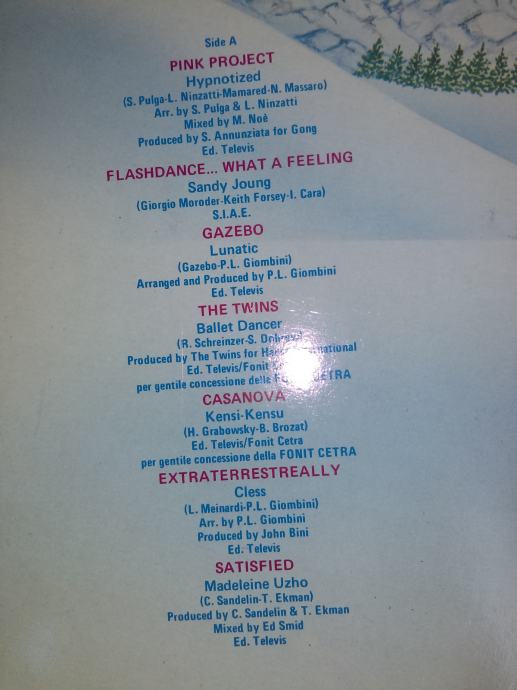 Side A
PINK PROJECT
Hypnotized
(S. Pulga-L. Ninzatti-Mamared-N. Massaro)
Arr. by S. Pulga & L. Ninzatti
Mixed by M. Noè
Produced by S. Annunziata for Gong
Ed. Televis
FLASHDANCE... WHAT A FEELING
Sandy Joung
(Giorgio Moroder-Keith Forsey-I. Cara)
S.I.A.E.
GAZEBO
Lunatic
(Gazebo-P.L. Giombini)
Arranged and Produced by P.L. Giombini
Ed. Televis
THE TWINS
Ballet Dancer
(R. Schreinzer-S.
Produced by The Twins for
Ed. Televis/Fonit
per gentile concessione della FONIT CETRA
CASANOVA
Kensi-Kensu
(H. Grabowsky-B. Brozat)
Ed. Televis/Fonit Cetra
per gentile concessione della FONIT CETRA
EXTRATERRESTREALLY
Cless
(L. Meinardi-P.L. Giombini)
Arr. by P.L. Giombini
Produced by John Bini
Ed. Televis
SATISFIED
Madeleine Uzho
(C. Sandelin-T. Ekman)
Produced by C. Sandelin & T. Ekman
Mixed by Ed Smid
Ed. Televis